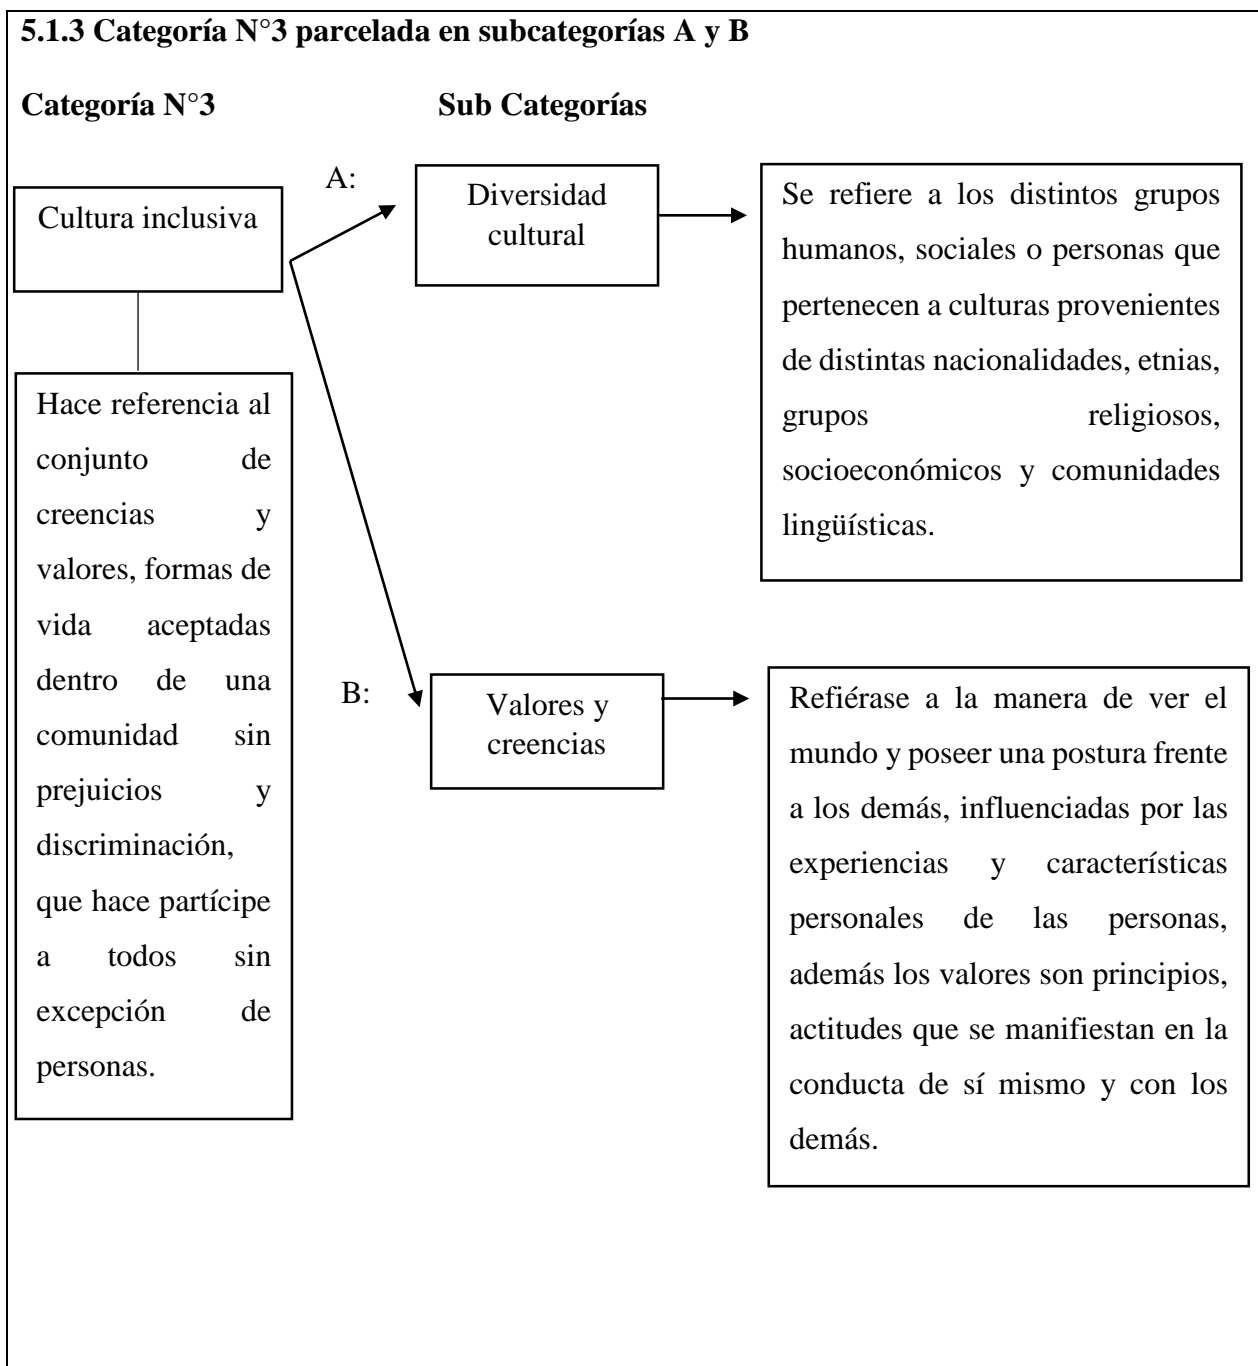 5.1.3 Categoría N°3 parcelada en subcategorías A y B
Categoría N°3
Sub Categorías
Cultura inclusiva
Hace referencia al
conjunto de
creencias y
valores, formas de
vida aceptadas
dentro de una
comunidad sin
prejuicios y
discriminación,
que hace partícipe
a todos sin
excepción de
personas.
A:
Diversidad
cultural
Se refiere a los distintos grupos
humanos, sociales o personas que
pertenecen a culturas provenientes
de distintas nacionalidades, etnias,
grupos religiosos,
socioeconómicos y comunidades
lingüísticas.
B:
Valores y
creencias
Refiérase a la manera de ver el
mundo y poseer una postura frente
a los demás, influenciadas por las
experiencias y características
personales de las personas,
además los valores son principios,
actitudes que se manifiestan en la
conducta de sí mismo y con los
demás.